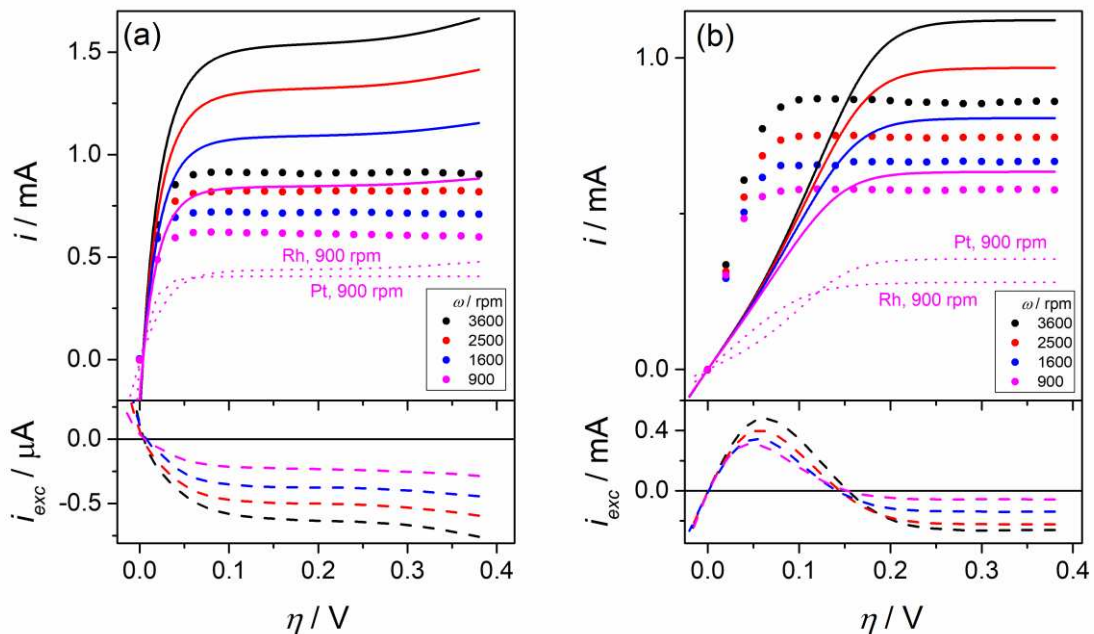 (a)
1.5
1.0
0.5
0.0
i / mA
Rh, 900 rpm
Pt, 900 rpm
ω / rpm
3600
2500
1600
900
0.0
-0.5
i_exc / μA
0.0 0.1 0.2 0.3 0.4
η / V
(b)
1.0
0.0
i / mA
Pt, 900 rpm
Rh, 900 rpm
ω / rpm
3600
2500
1600
900
0.4
0.0
i_exc / mA
0.0 0.1 0.2 0.3 0.4
η / V